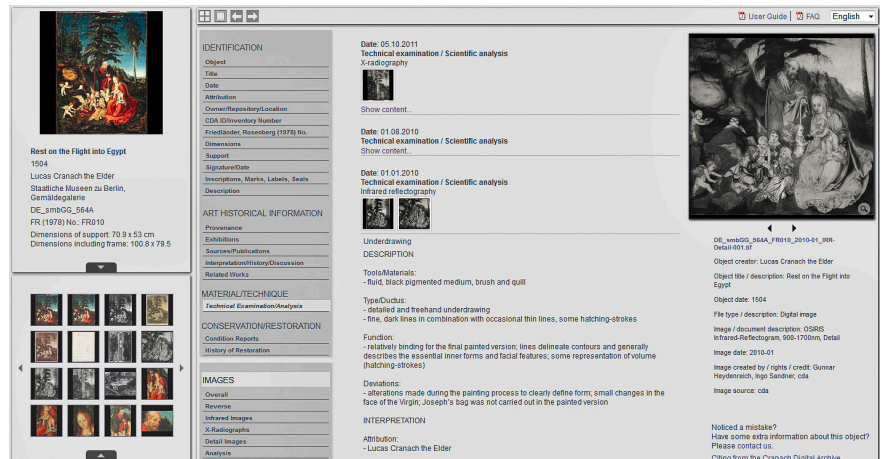 User Guide | FAQ English
Rest on the Flight into Egypt
1504
Lucas Cranach the Elder
Staatliche Museen zu Berlin,
Gemäldegalerie
DE_smbGG_564A
FR (1978) No.: FR010
Dimensions of support: 70.9 x 53 cm
Dimensions including frame: 100.8 x 79.5
IDENTIFICATION
Object
Title
Date
Attribution
Owner/Repository/Location
CDA ID/Inventory Number
Friedländer, Rosenberg (1978) No.
Dimensions
Support
Signature/Date
Inscriptions, Marks, Labels, Seals
Description
ART HISTORICAL INFORMATION
Provenance
Exhibitions
Sources/Publications
Interpretation/History/Discussion
Related Works
MATERIAL/TECHNIQUE
Technical Examination/Analysis
CONSERVATION/RESTORATION
Condition Reports
History of Restoration
IMAGES
Overall
Reverse
Infrared Images
X-Radiographs
Detail Images
Analysis
Date: 05.10.2011
Technical examination / Scientific analysis
X-radiography
Show content...
Date: 01.08.2010
Technical examination / Scientific analysis
Show content...
Date: 01.01.2010
Technical examination / Scientific analysis
Infrared reflectography
Underdrawing
DESCRIPTION
Tools/Materials:
- fluid, black pigmented medium, brush and quill
Type/Ductus:
- detailed and freehand underdrawing
- fine, dark lines in combination with occasional thin lines, some hatching-strokes
Function:
- relatively binding for the final painted version; lines delineate contours and generally
describes the essential inner forms and facial features; some representation of volume
(hatching-strokes)
Deviations:
- alterations made during the painting process to clearly define form; small changes in the
face of the Virgin; Joseph's bag was not carried out in the painted version
INTERPRETATION
Attribution:
- Lucas Cranach the Elder
DE_smbGG_564A_FR010_2010-01_IRR-
Detail-001.tif
Object creator: Lucas Cranach the Elder
Object title / description: Rest on the Flight into
Egypt
Object date: 1504
File type / description: Digital image
Image / document description: OSIRIS
Infrared-Reflectogram, 900-1700nm, Detail
Image date: 2010-01
Image created by / rights / credit: Gunnar
Heydenreich, Ingo Sandner, cda
Image source: cda
Noticed a mistake?
Have some extra information about this object?
Please contact us.
Citing from the Cranach Digital Archive